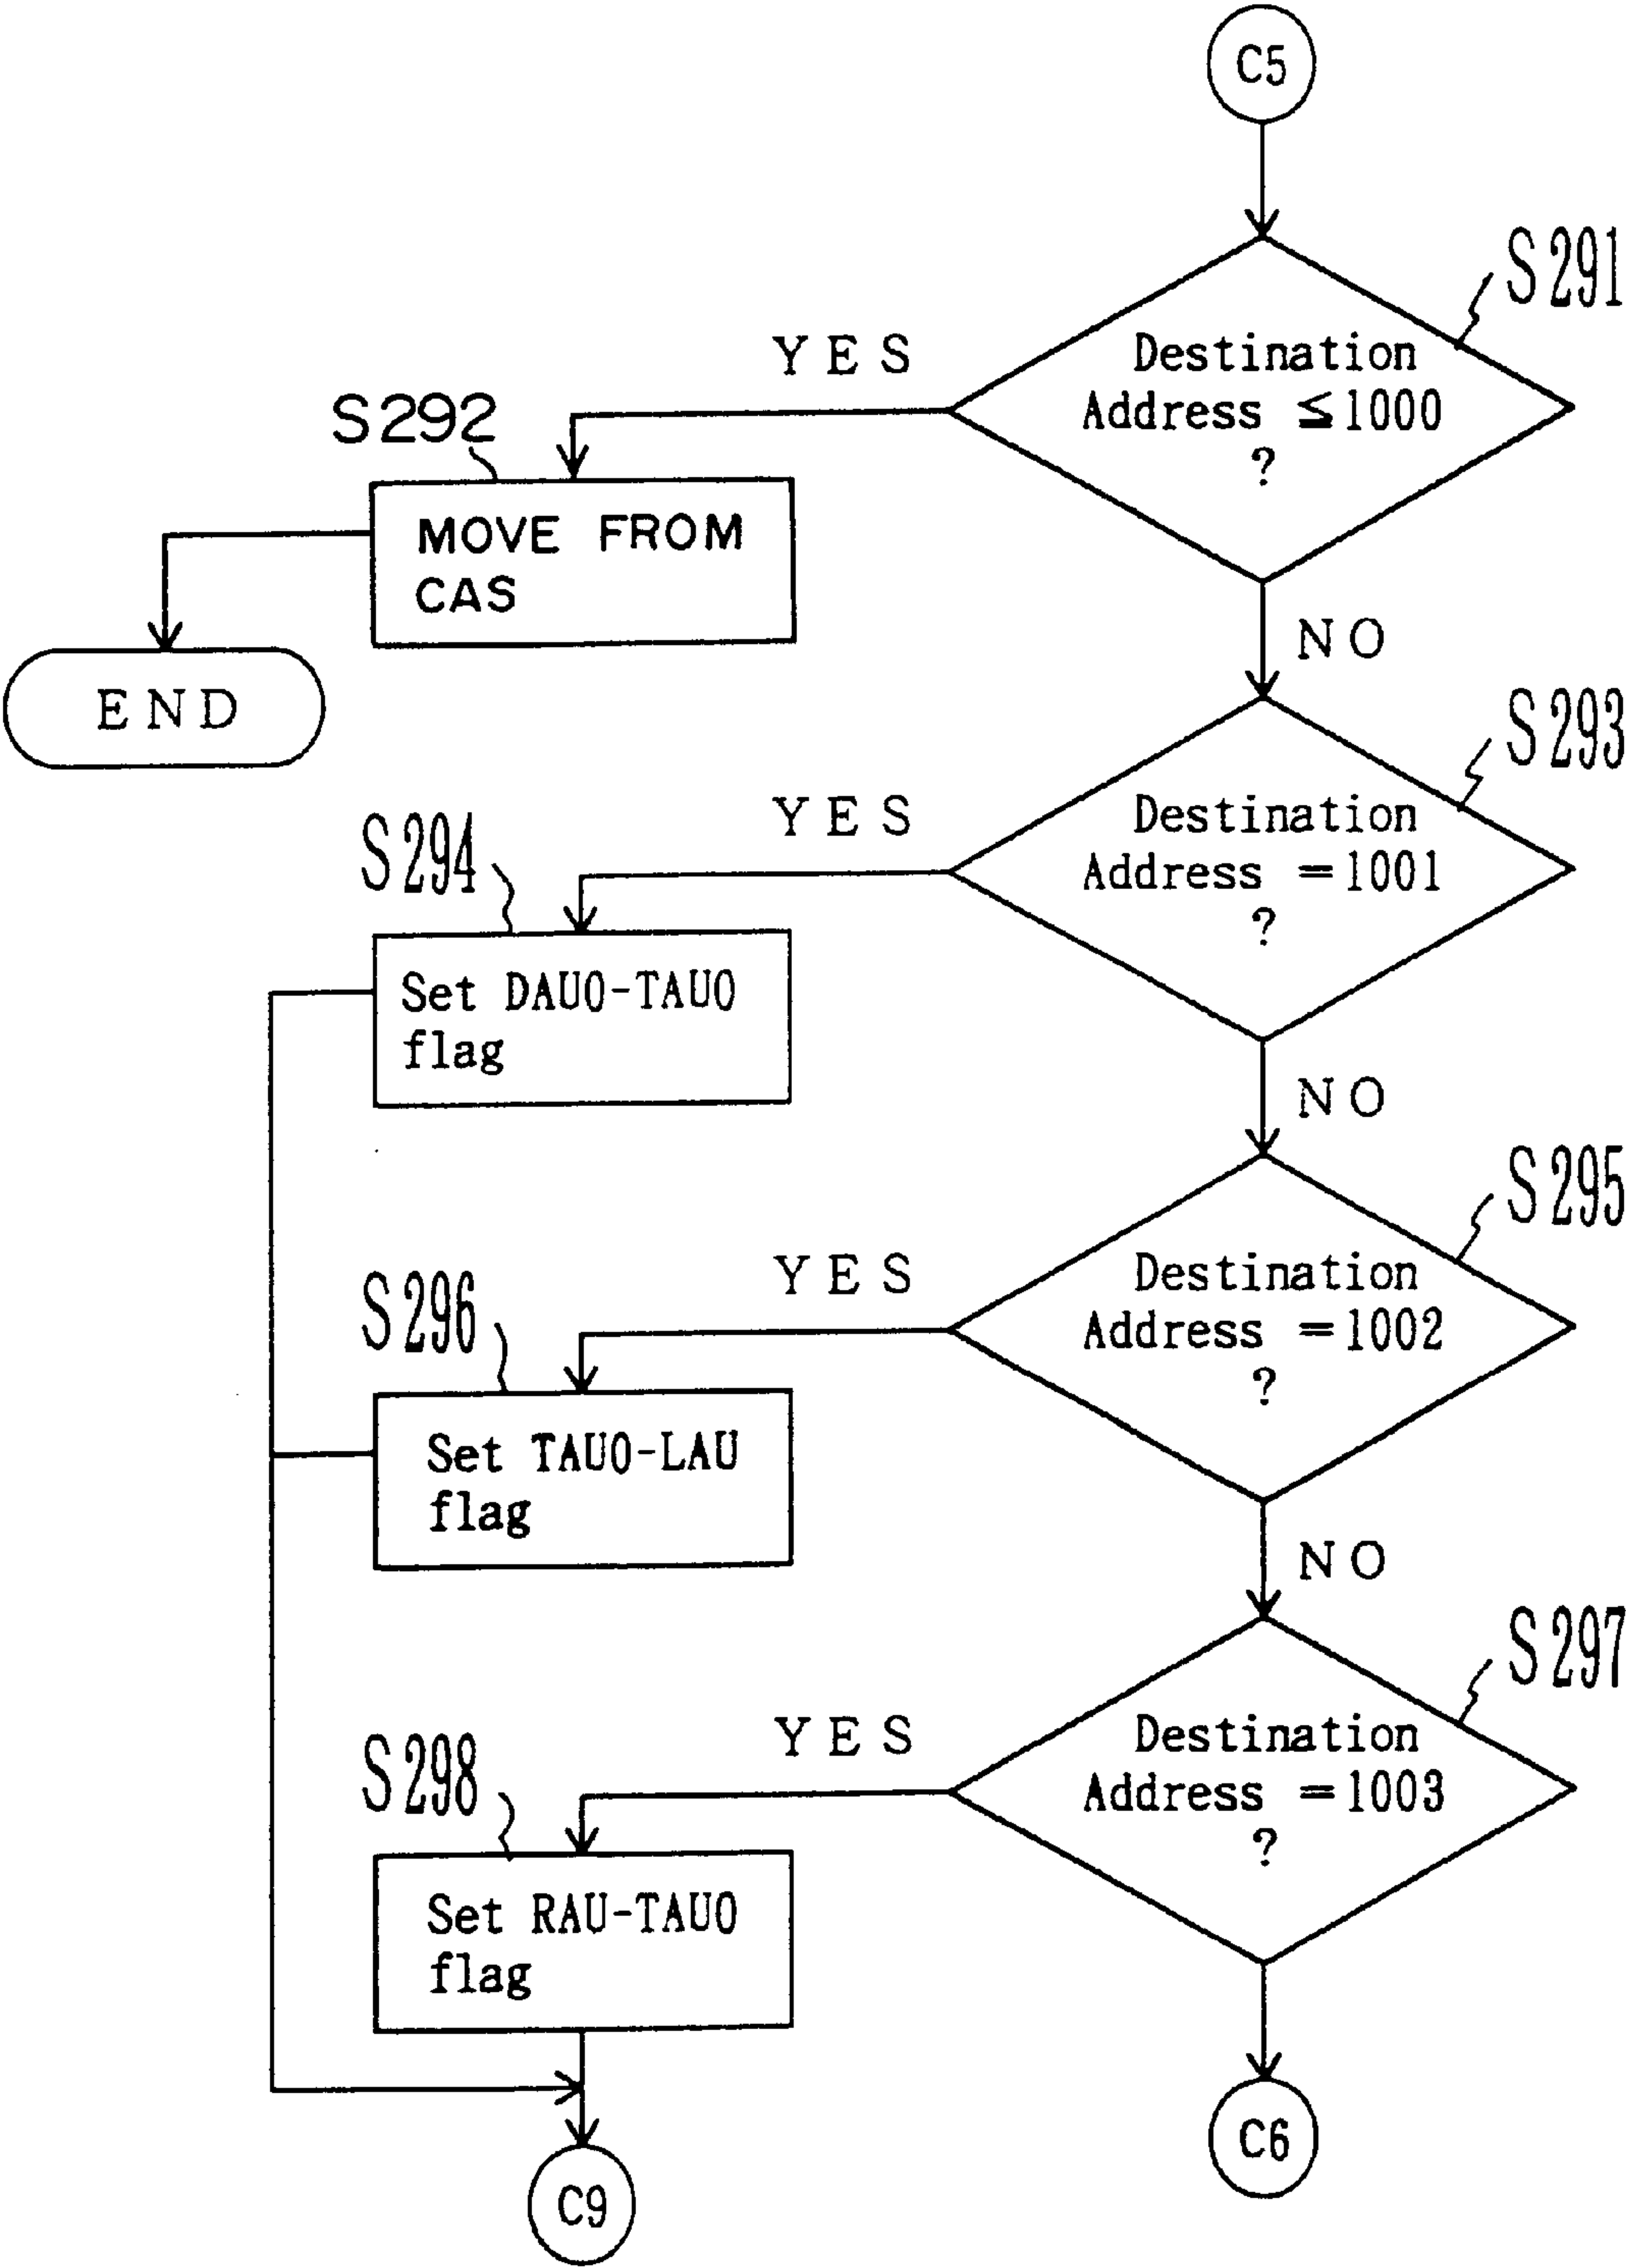 C5
S291
Destination
Address ≦1000
?
YES
S292
MOVE FROM
CAS
END
NO
S293
Destination
Address =1001
?
YES
S294
Set DAU0-TAU0
flag
NO
S295
Destination
Address =1002
?
YES
S296
Set TAU0-LAU
flag
NO
S297
Destination
Address =1003
?
YES
S298
Set RAU-TAU0
flag
C6
C9